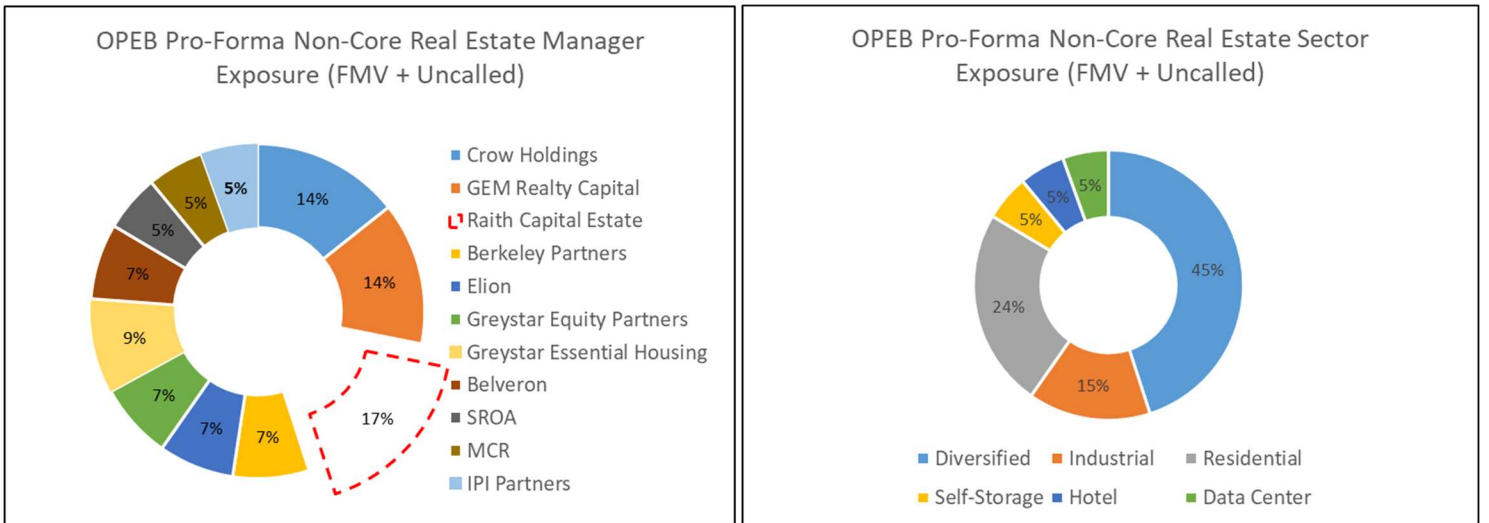 OPEB Pro-Forma Non-Core Real Estate Manager
Exposure (FMV + Uncalled)
14%
14%
17%
7%
7%
7%
9%
7%
5%
5%
5%
Crow Holdings
GEM Realty Capital
Raith Capital Estate
Berkeley Partners
Elion
Greystar Equity Partners
Greystar Essential Housing
Belveron
SROA
MCR
IPI Partners
OPEB Pro-Forma Non-Core Real Estate Sector
Exposure (FMV + Uncalled)
45%
15%
24%
5%
5%
5%
Diversified Industrial Residential
Self-Storage Hotel Data Center